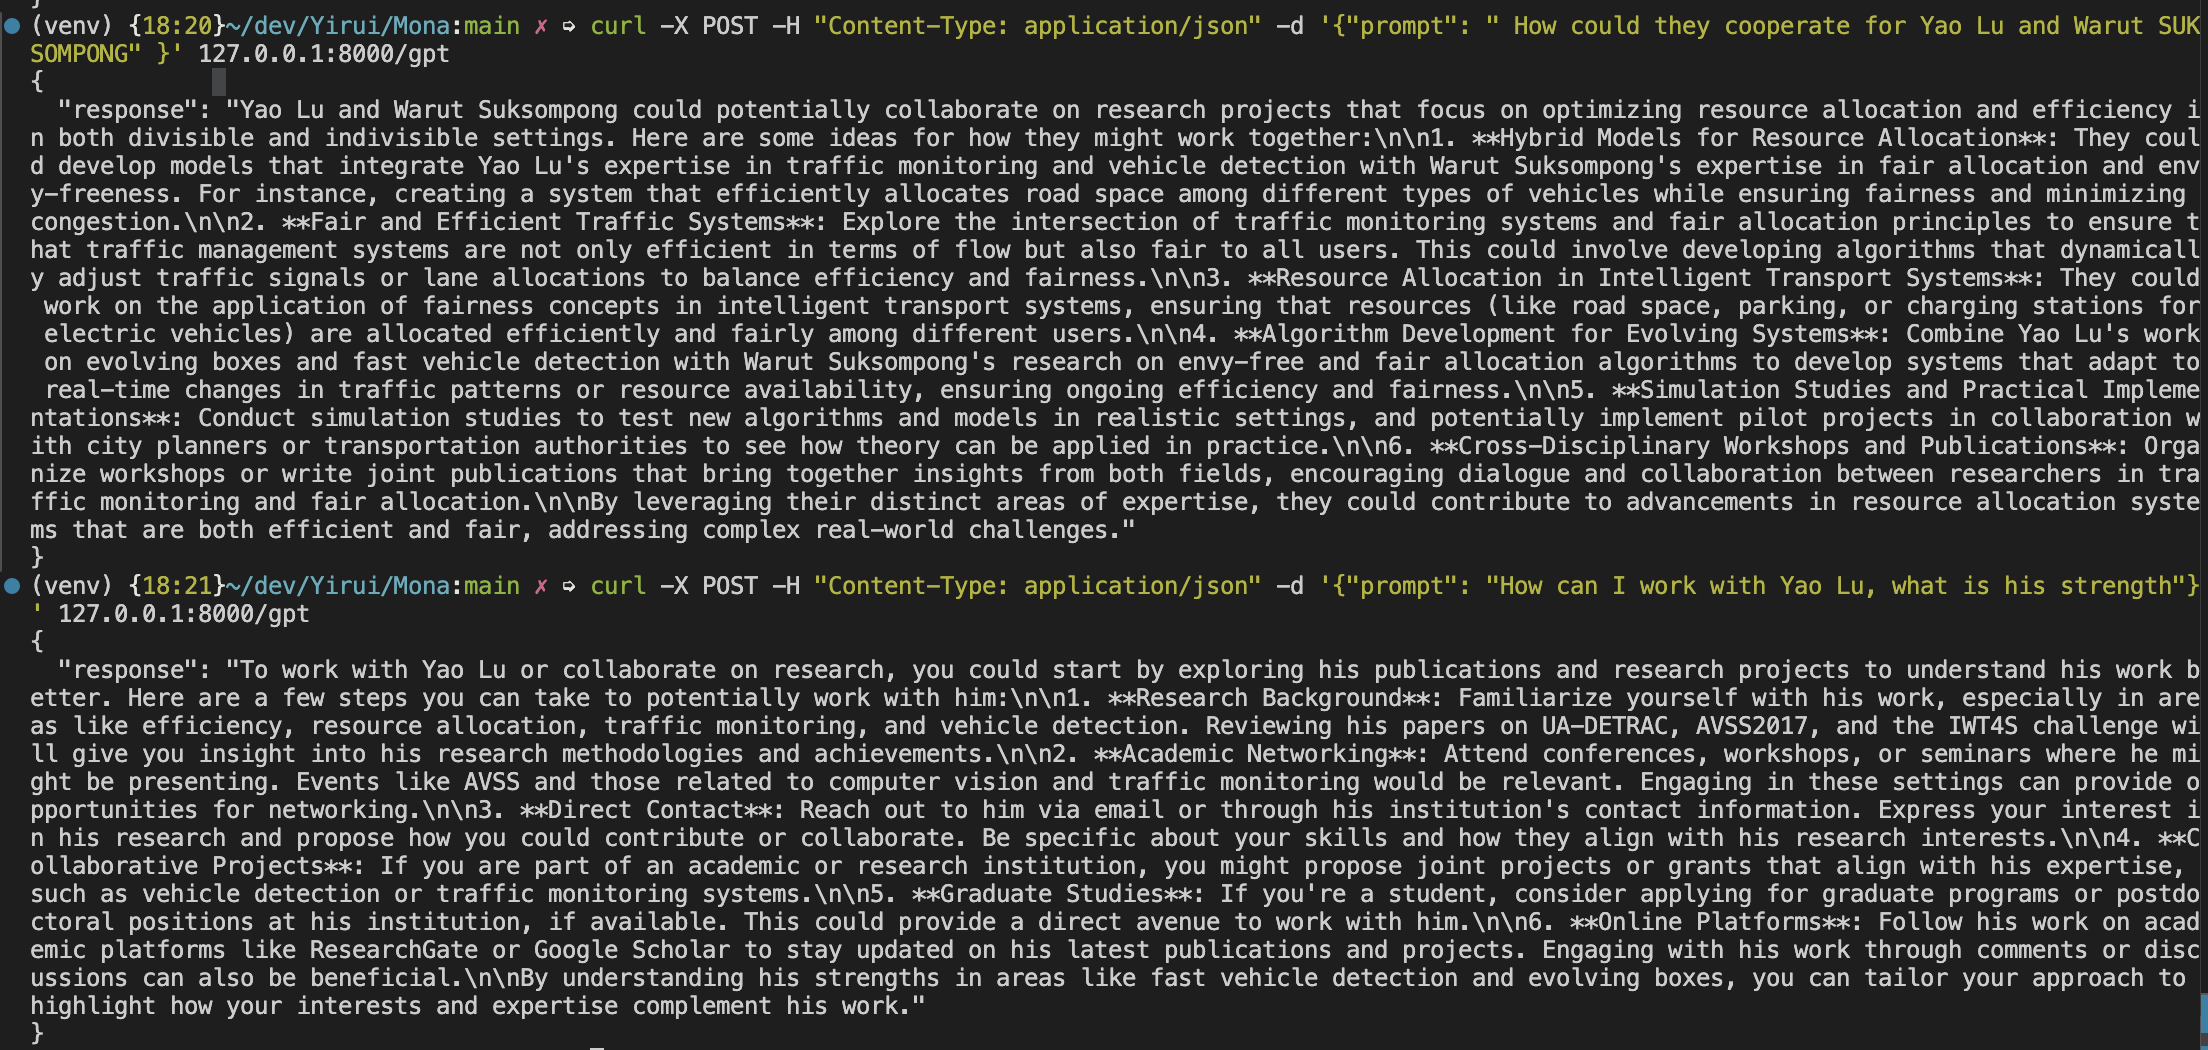 }
(venv) {18:20}~/dev/Yirui/Mona:main ✗ ➩ curl -X POST -H "Content-Type: application/json" -d '{"prompt": " How could they cooperate for Yao Lu and Warut SUK
SOMPONG" }' 127.0.0.1:8000/gpt
{
  "response": "Yao Lu and Warut Suksompong could potentially collaborate on research projects that focus on optimizing resource allocation and efficiency i
n both divisible and indivisible settings. Here are some ideas for how they might work together:\n\n1. **Hybrid Models for Resource Allocation**: They coul
d develop models that integrate Yao Lu's expertise in traffic monitoring and vehicle detection with Warut Suksompong's expertise in fair allocation and env
y-freeness. For instance, creating a system that efficiently allocates road space among different types of vehicles while ensuring fairness and minimizing
congestion.\n\n2. **Fair and Efficient Traffic Systems**: Explore the intersection of traffic monitoring systems and fair allocation principles to ensure t
hat traffic management systems are not only efficient in terms of flow but also fair to all users. This could involve developing algorithms that dynamicall
y adjust traffic signals or lane allocations to balance efficiency and fairness.\n\n3. **Resource Allocation in Intelligent Transport Systems**: They could
 work on the application of fairness concepts in intelligent transport systems, ensuring that resources (like road space, parking, or charging stations for
 electric vehicles) are allocated efficiently and fairly among different users.\n\n4. **Algorithm Development for Evolving Systems**: Combine Yao Lu's work
 on evolving boxes and fast vehicle detection with Warut Suksompong's research on envy-free and fair allocation algorithms to develop systems that adapt to
 real-time changes in traffic patterns or resource availability, ensuring ongoing efficiency and fairness.\n\n5. **Simulation Studies and Practical Impleme
ntations**: Conduct simulation studies to test new algorithms and models in realistic settings, and potentially implement pilot projects in collaboration w
ith city planners or transportation authorities to see how theory can be applied in practice.\n\n6. **Cross-Disciplinary Workshops and Publications**: Orga
nize workshops or write joint publications that bring together insights from both fields, encouraging dialogue and collaboration between researchers in tra
ffic monitoring and fair allocation.\n\nBy leveraging their distinct areas of expertise, they could contribute to advancements in resource allocation syste
ms that are both efficient and fair, addressing complex real-world challenges."
}
(venv) {18:21}~/dev/Yirui/Mona:main ✗ ➩ curl -X POST -H "Content-Type: application/json" -d '{"prompt": "How can I work with Yao Lu, what is his strength"}
' 127.0.0.1:8000/gpt
{
  "response": "To work with Yao Lu or collaborate on research, you could start by exploring his publications and research projects to understand his work b
etter. Here are a few steps you can take to potentially work with him:\n\n1. **Research Background**: Familiarize yourself with his work, especially in are
as like efficiency, resource allocation, traffic monitoring, and vehicle detection. Reviewing his papers on UA-DETRAC, AVSS2017, and the IWT4S challenge wi
ll give you insight into his research methodologies and achievements.\n\n2. **Academic Networking**: Attend conferences, workshops, or seminars where he mi
ght be presenting. Events like AVSS and those related to computer vision and traffic monitoring would be relevant. Engaging in these settings can provide o
pportunities for networking.\n\n3. **Direct Contact**: Reach out to him via email or through his institution's contact information. Express your interest i
n his research and propose how you could contribute or collaborate. Be specific about your skills and how they align with his research interests.\n\n4. **C
ollaborative Projects**: If you are part of an academic or research institution, you might propose joint projects or grants that align with his expertise,
such as vehicle detection or traffic monitoring systems.\n\n5. **Graduate Studies**: If you're a student, consider applying for graduate programs or postdo
ctoral positions at his institution, if available. This could provide a direct avenue to work with him.\n\n6. **Online Platforms**: Follow his work on acad
emic platforms like ResearchGate or Google Scholar to stay updated on his latest publications and projects. Engaging with his work through comments or disc
ussions can also be beneficial.\n\nBy understanding his strengths in areas like fast vehicle detection and evolving boxes, you can tailor your approach to
highlight how your interests and expertise complement his work."
}